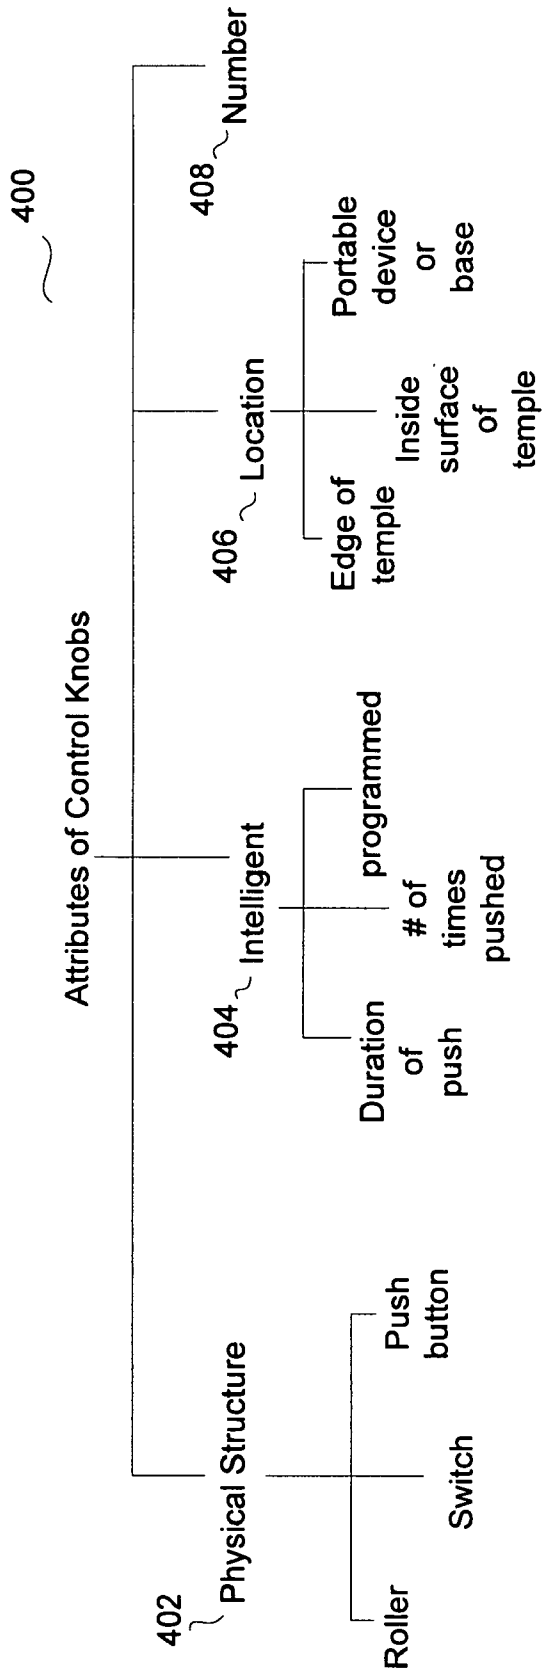 400
Attributes of Control Knobs
402
Physical Structure
404
Intelligent
406
Location
408
Number
Roller
Switch
Push
button
Duration
of
push
# of
times
pushed
programmed
Edge of
temple
Inside
surface
of
temple
Portable
device
or
base